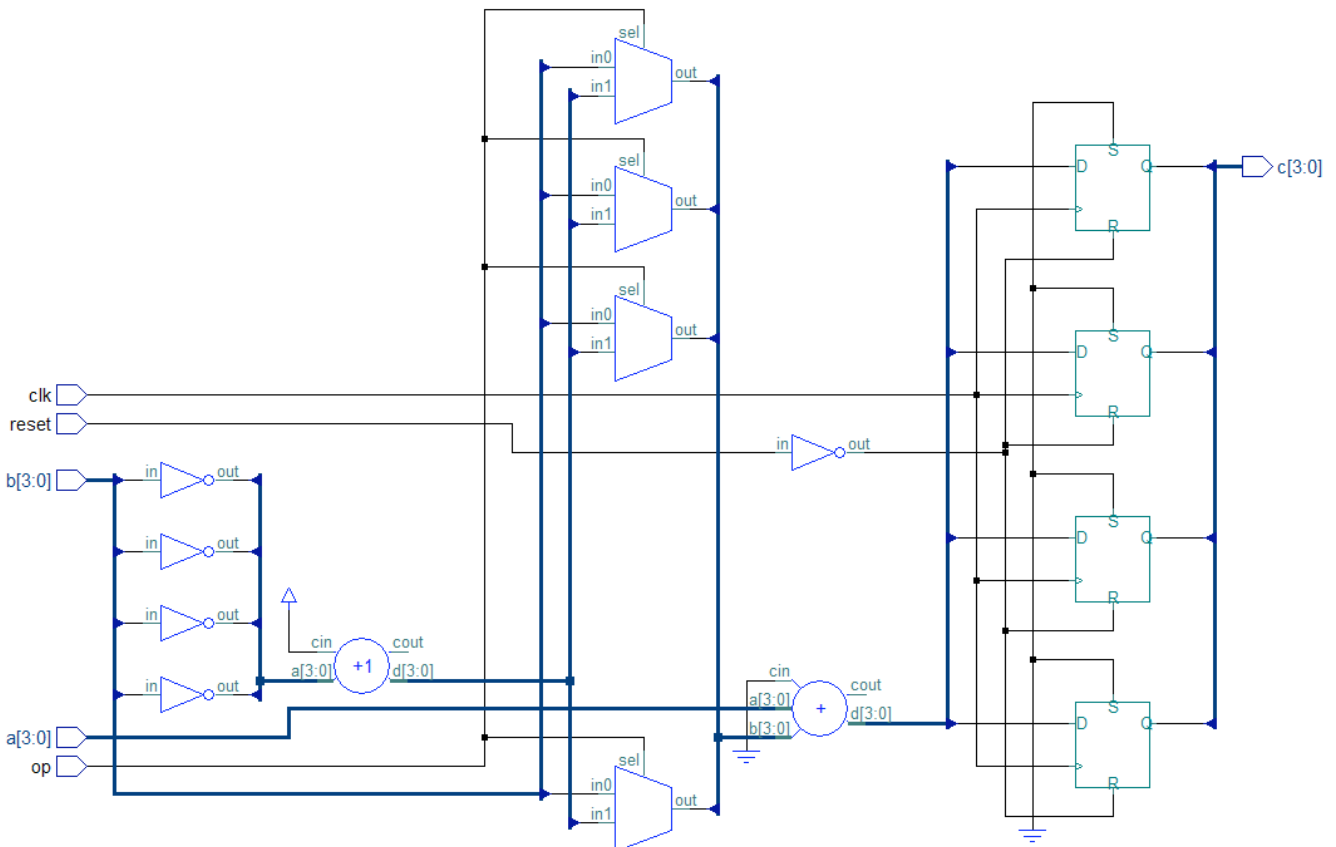 sel
in0
out
in1
sel
in0
out
in1
sel
in0
out
in1
S
D Q
R
c[3:0]
S
D Q
R
S
D Q
R
S
D Q
R
clk
reset
in out
b[3:0]
in out
in out
in out
in out
cin cout
+1
a[3:0] d[3:0]
cin cout
a[3:0]
+
d[3:0]
b[3:0]
a[3:0]
op
sel
in0
out
in1